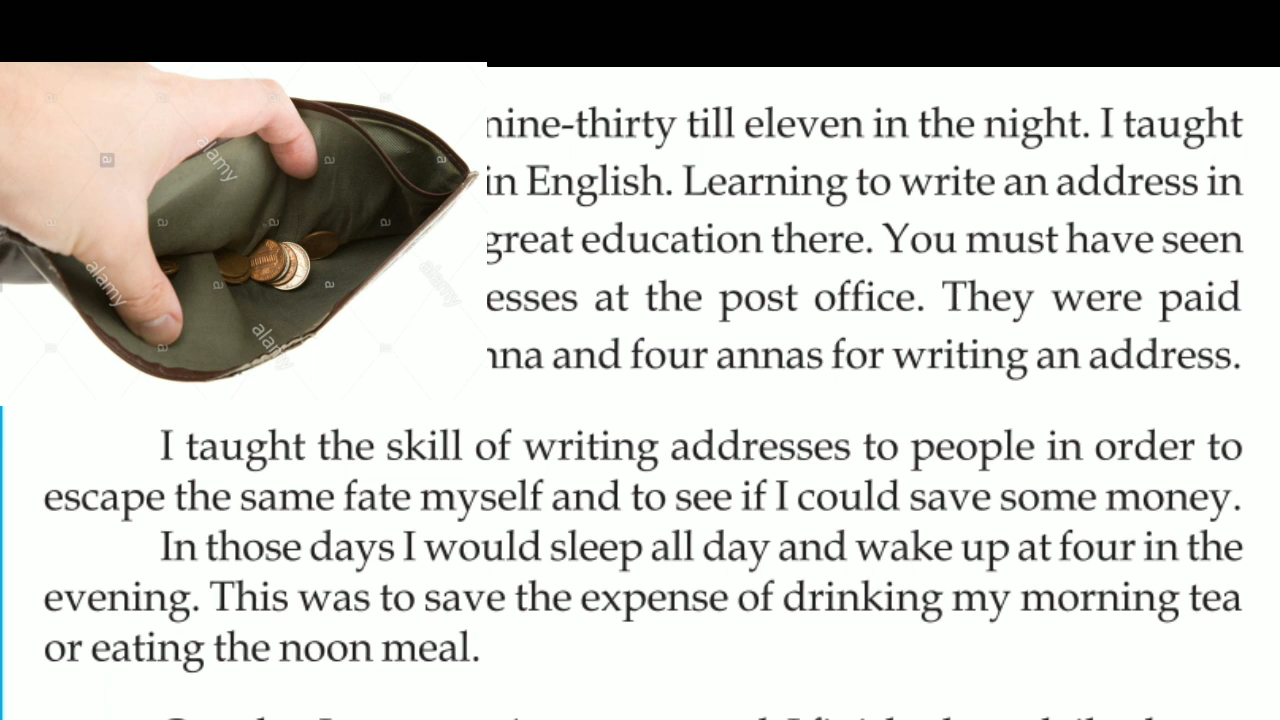 nine-thirty till eleven in the night. I taught
in English. Learning to write an address in
great education there. You must have seen
esses at the post office. They were paid
and four annas for writing an address.
I taught the skill of writing addresses to people in order to
escape the same fate myself and to see if I could save some money.
In those days I would sleep all day and wake up at four in the
evening. This was to save the expense of drinking my morning tea
or eating the noon meal.
alamy
alamy
alamy
alamy